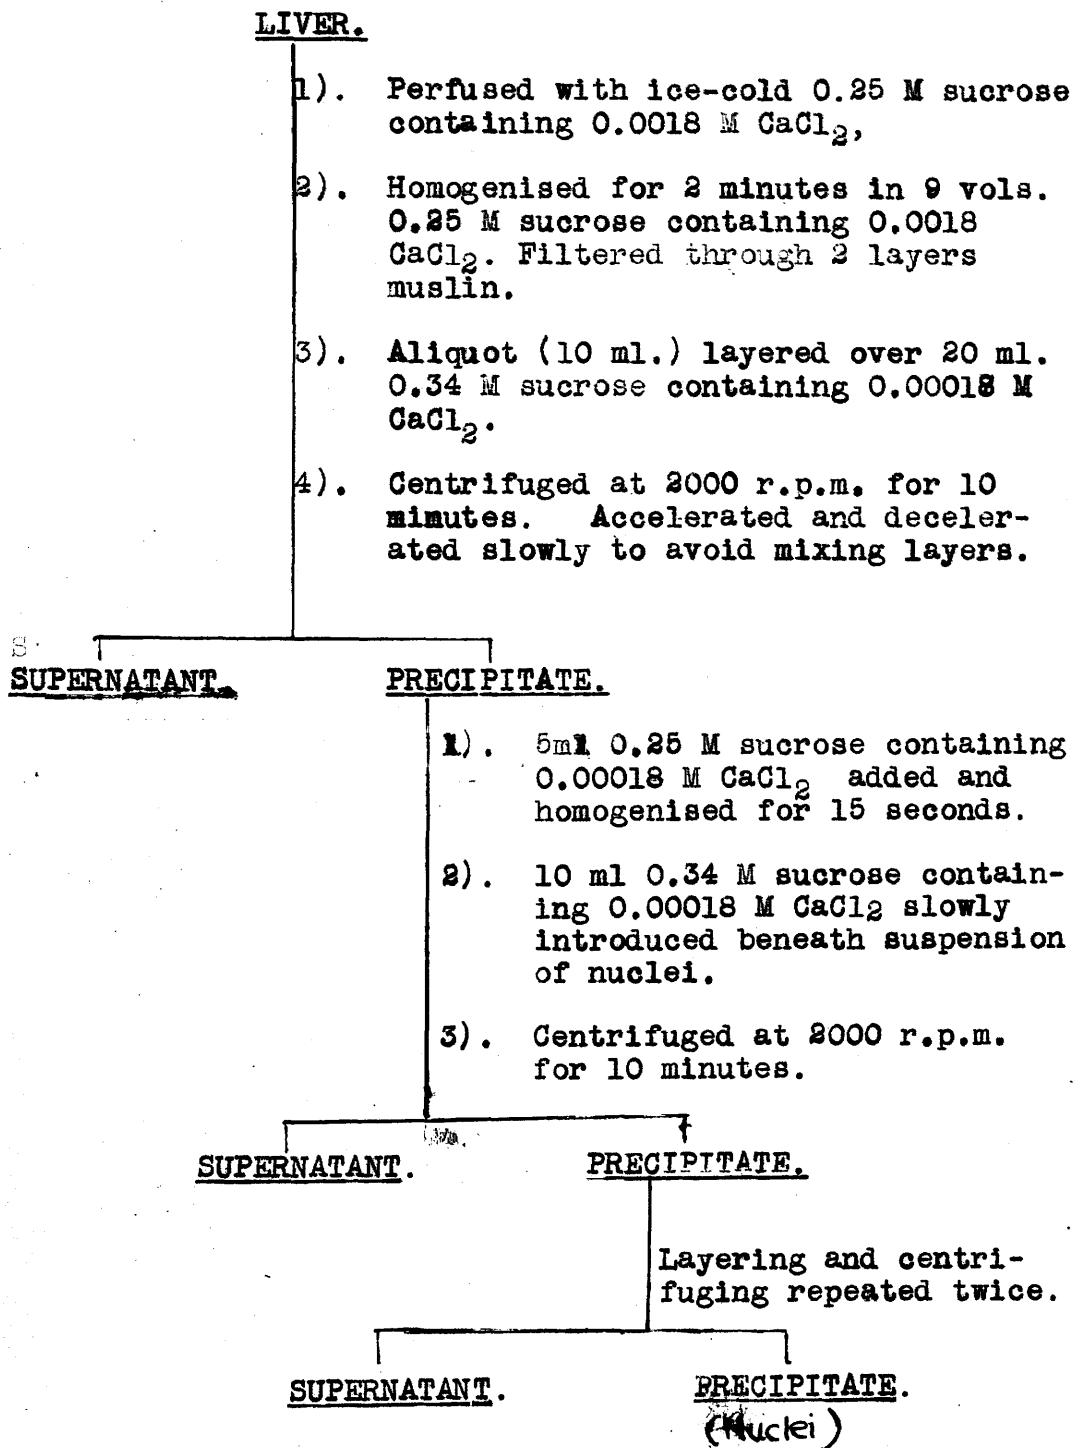 LIVER.
1). Perfused with ice-cold 0.25 M sucrose
containing 0.0018 M CaCl₂,
2). Homogenised for 2 minutes in 9 vols.
0.25 M sucrose containing 0.0018
CaCl₂. Filtered through 2 layers
muslin.
3). Aliquot (10 ml.) layered over 20 ml.
0.34 M sucrose containing 0.00018 M
CaCl₂.
4). Centrifuged at 2000 r.p.m. for 10
mimutes. Accelerated and deceler-
ated slowly to avoid mixing layers.
S
SUPERNATANT. PRECIPITATE.
1). 5ml 0.25 M sucrose containing
0.00018 M CaCl₂ added and
homogenised for 15 seconds.
2). 10 ml 0.34 M sucrose contain-
ing 0.00018 M CaCl2 slowly
introduced beneath suspension
of nuclei.
3). Centrifuged at 2000 r.p.m.
for 10 minutes.
SUPERNATANT. PRECIPITATE.
Layering and centri-
fuging repeated twice.
SUPERNATANT. PRECIPITATE.
(Nuclei)